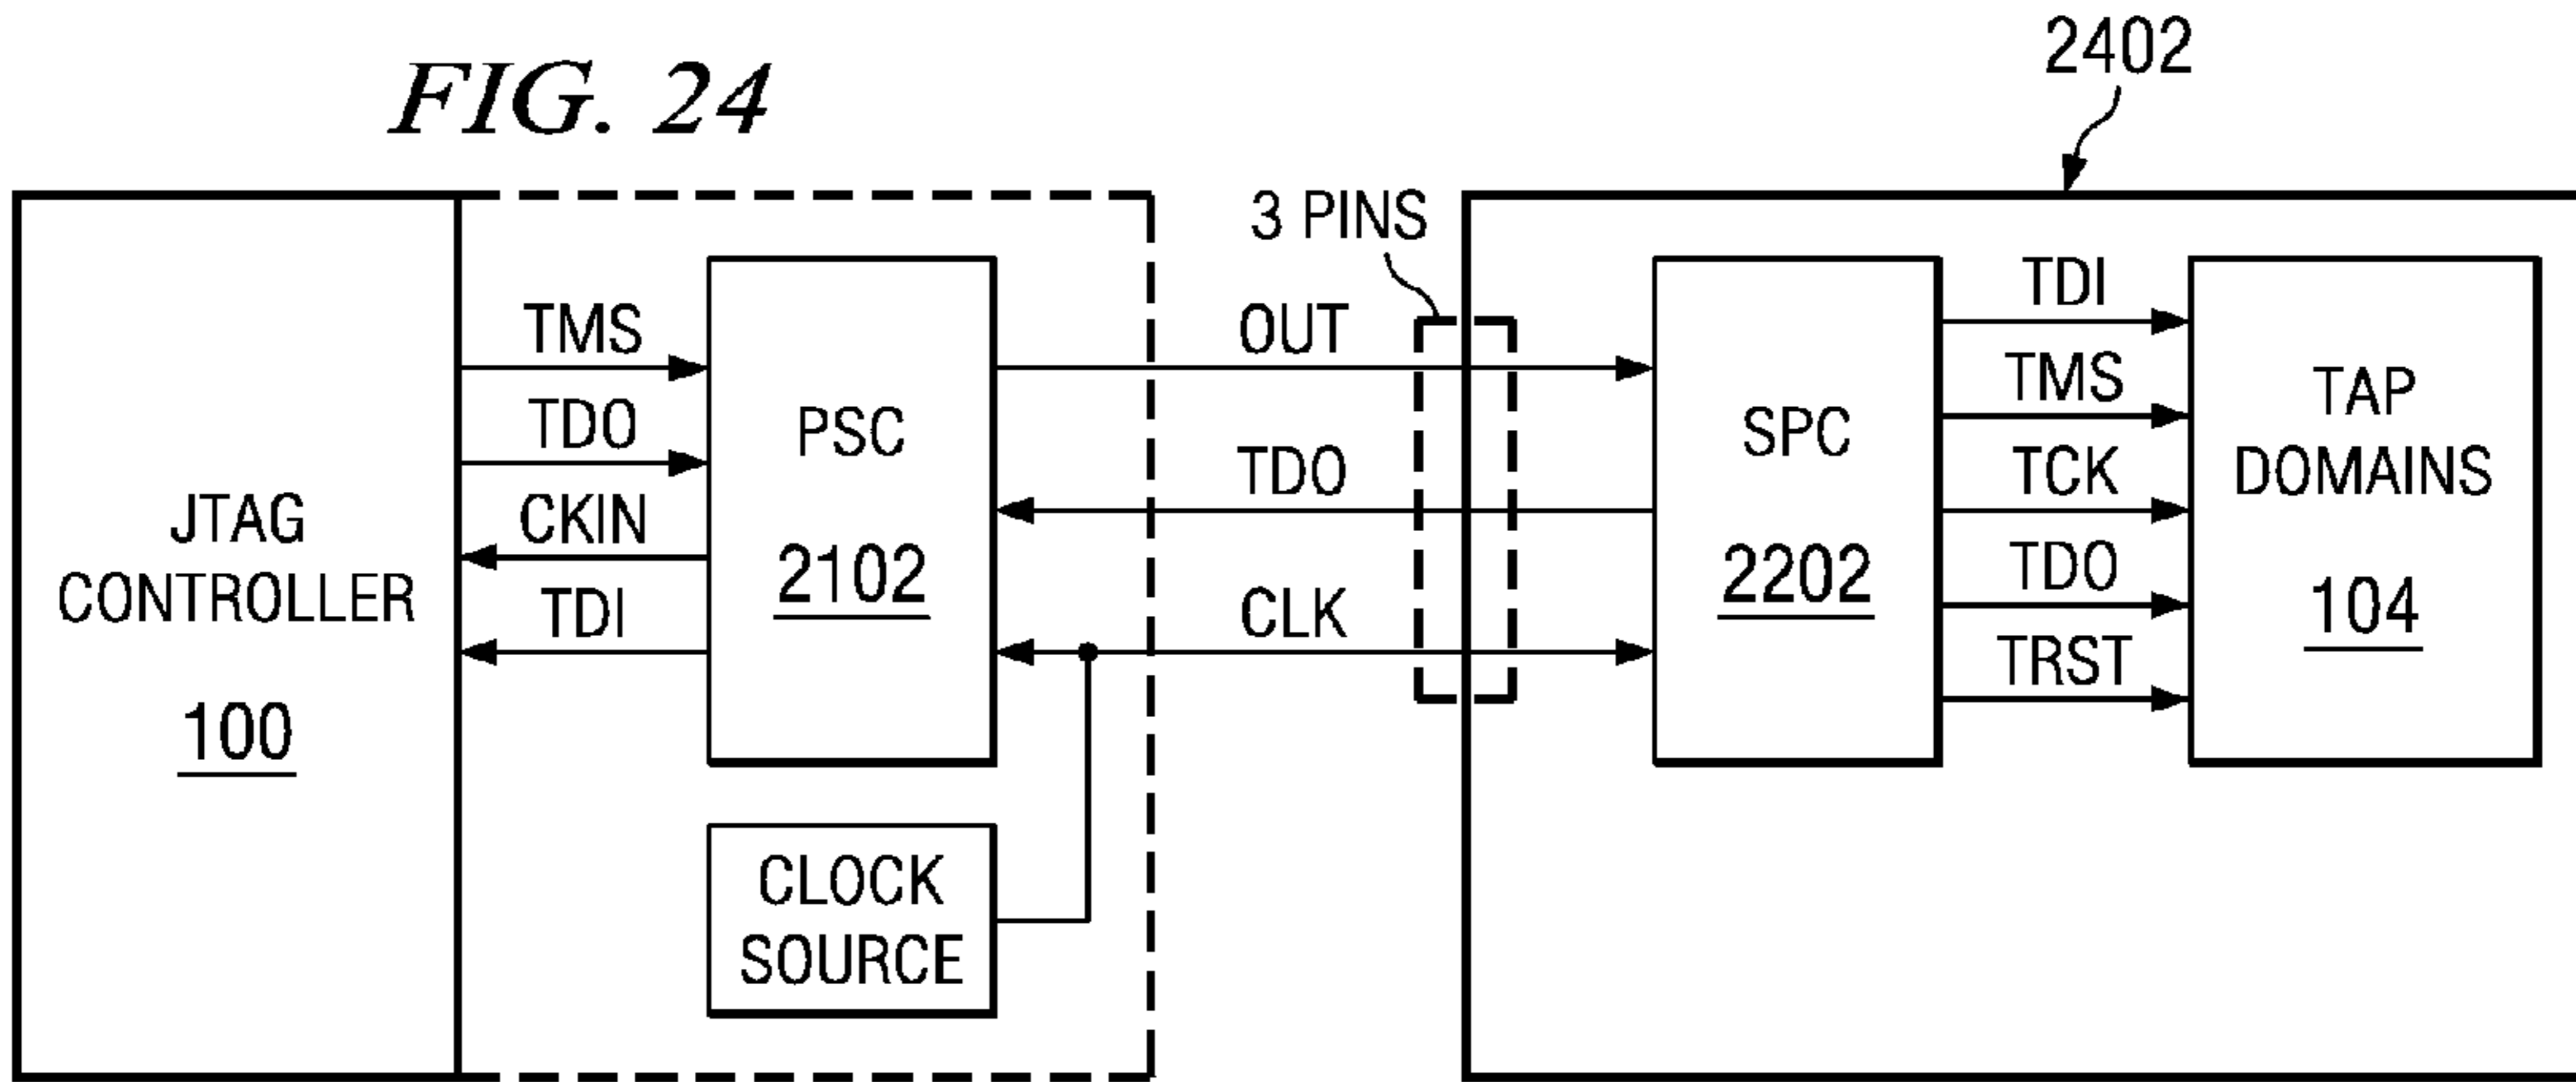 FIG. 24
2402
3 PINS
JTAG
CONTROLLER
100
TMS
TDO
CKIN
TDI
PSC
2102
CLOCK
SOURCE
OUT
TDO
CLK
SPC
2202
TDI
TMS
TCK
TDO
TRST
TAP
DOMAINS
104